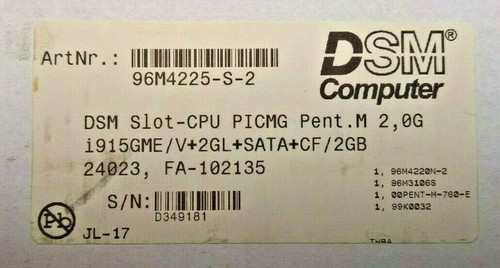 ArtNr.:
96M4225-S-2
DSM®
Computer
DSM Slot-CPU PICMG Pent.M 2,0G
i915GME/V+2GL+SATA+CF/2GB
24023, FA-102135
1, 96M4220N-2
1, 96M3106S
1, 00PENT-M-760-E
1, 99K0032
S/N:
D349181
Pb
JL-17